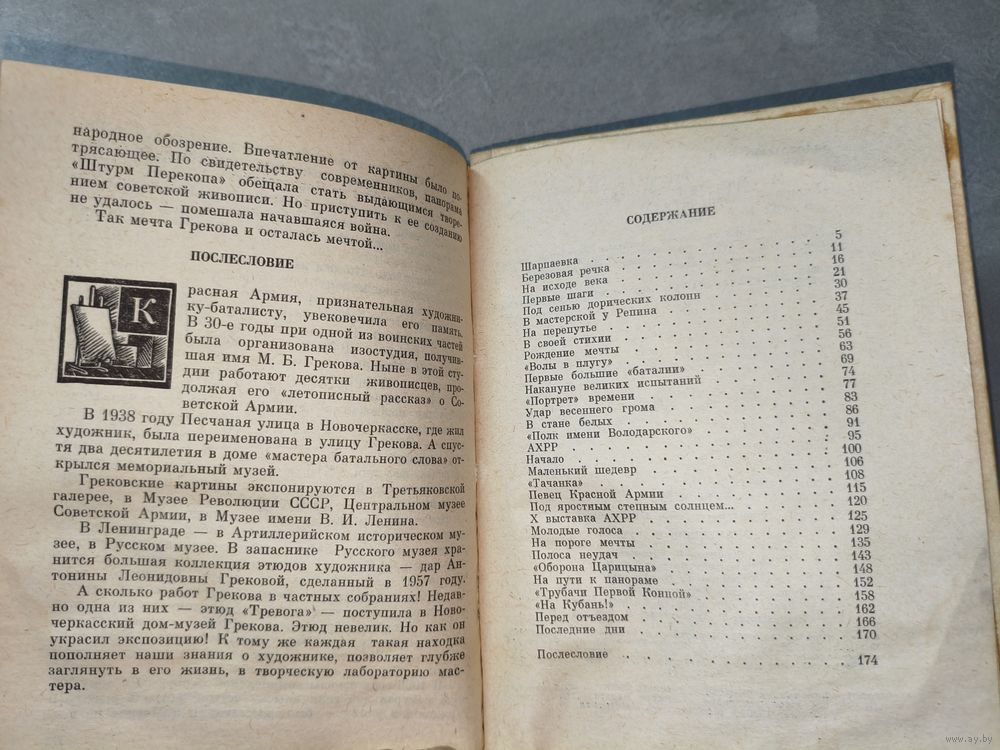 народное обозрение. Впечатление от картины было по-
трясающее. По свидетельству современников, панорама
«Штурм Перекопа» обещала стать выдающимся творе-
нием советской живописи. Но приступить к ее созданию
не удалось — помешала начавшаяся война.
Так мечта Грекова и осталась мечтой...
ПОСЛЕСЛОВИЕ
К
расная Армия, признательная художни-
ку-баталисту, увековечила его память.
В 30-е годы при одной из воинских частей
была организована изостудия, получив-
шая имя М. Б. Грекова. Ныне в этой сту-
дии работают десятки живописцев, про-
должая его «летописный рассказ» о Со-
ветской Армии.
В 1938 году Песчаная улица в Новочеркасске, где жил
художник, была переименована в улицу Грекова. А спус-
тя два десятилетия в доме «мастера батального слова» от-
крылся мемориальный музей.
Грековские картины экспонируются в Третьяковской
галерее, в Музее Революции СССР, Центральном музее
Советской Армии, в Музее имени В. И. Ленина.
В Ленинграде — в Артиллерийском историческом му-
зее, в Русском музее. В запаснике Русского музея хра-
нится большая коллекция этюдов художника — дар Ан-
тонины Леонидовны Грековой, сделанный в 1957 году.
А сколько работ Грекова в частных собраниях! Недав-
но одна из них — этюд «Тревога» — поступила в Ново-
черкасский дом-музей Грекова. Этюд невелик. Но как он
украсил экспозицию! К тому же каждая такая находка
пополняет наши знания о художнике, позволяет глубже
заглянуть в его жизнь, в творческую лабораторию мас-
тера.
СОДЕРЖАНИЕ
Шарпаевка 5
Березовая речка 11
На исходе века 16
Первые шаги 21
Под сенью дорических колонн 30
В мастерской у Репина 37
На перепутье 45
В своей стихии 51
Рождение мечты 56
«Волы в плугу» 63
Первые большие «баталии» 69
Накануне великих испытаний 74
«Портрет» времени 77
Удар весеннего грома 83
В стане белых 86
«Полк имени Володарского» 91
АХРР 95
Начало 100
Маленький шедевр 106
«Тачанка» 108
Певец Красной Армии 115
Под яростным степным солнцем... 120
X выставка АХРР 125
Молодые голоса 129
На пороге мечты 135
Полоса неудач 143
«Оборона Царицына» 148
На пути к панораме 152
«Трубачи Первой Конной» 158
«На Кубань!» 162
Перед отъездом 166
Последние дни 170
Послесловие 174
www.ay.by